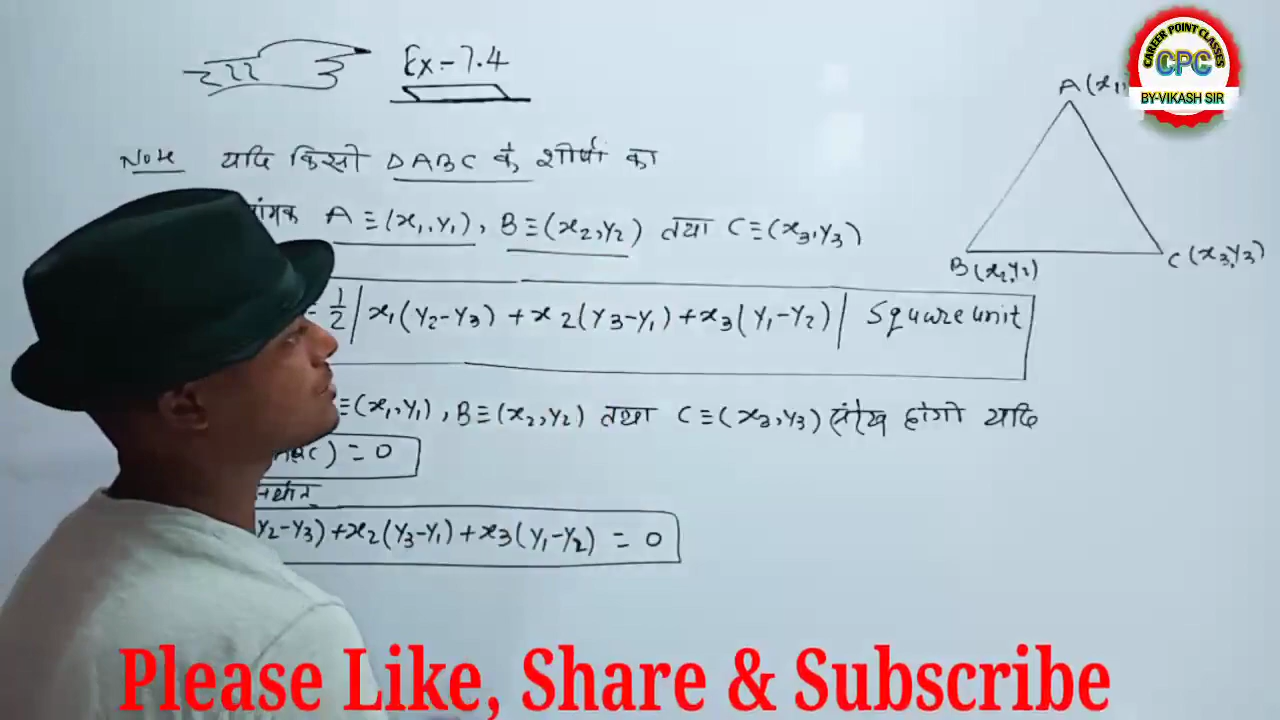 Ex-7.4
CAREER POINT CLASSES
CPC
BY-VIKASH SIR
A(x1,
Note यदि किसी ΔABC के शीर्षो का
A≡(x1,y1), B≡(x2,y2) तथा C≡(x3,y3)
B(x2,y2)
C(x3,y3)
= 1/2 |x1(y2-y3)+x2(y3-y1)+x3(y1-y2)| Square unit
≡(x1,y1), B≡(x2,y2) तथा C≡(x3,y3) होगी यदि
) = 0
y2-y3)+x2(y3-y1)+x3(y1-y2) = 0
Please Like, Share & Subscribe